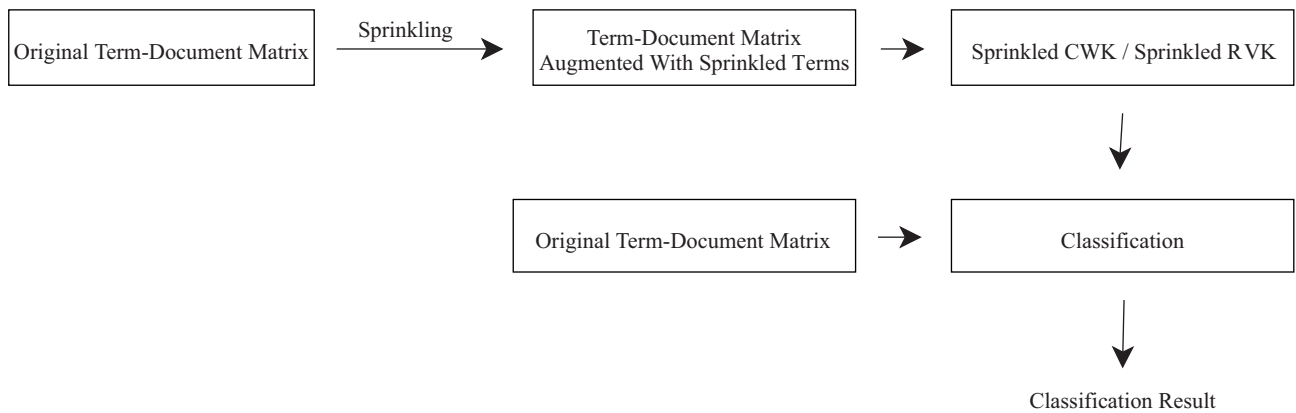 Original Term-Document Matrix
Sprinkling
Term-Document Matrix
Augmented With Sprinkled Terms
Sprinkled CWK / Sprinkled RVK
Original Term-Document Matrix
Classification
Classification Result